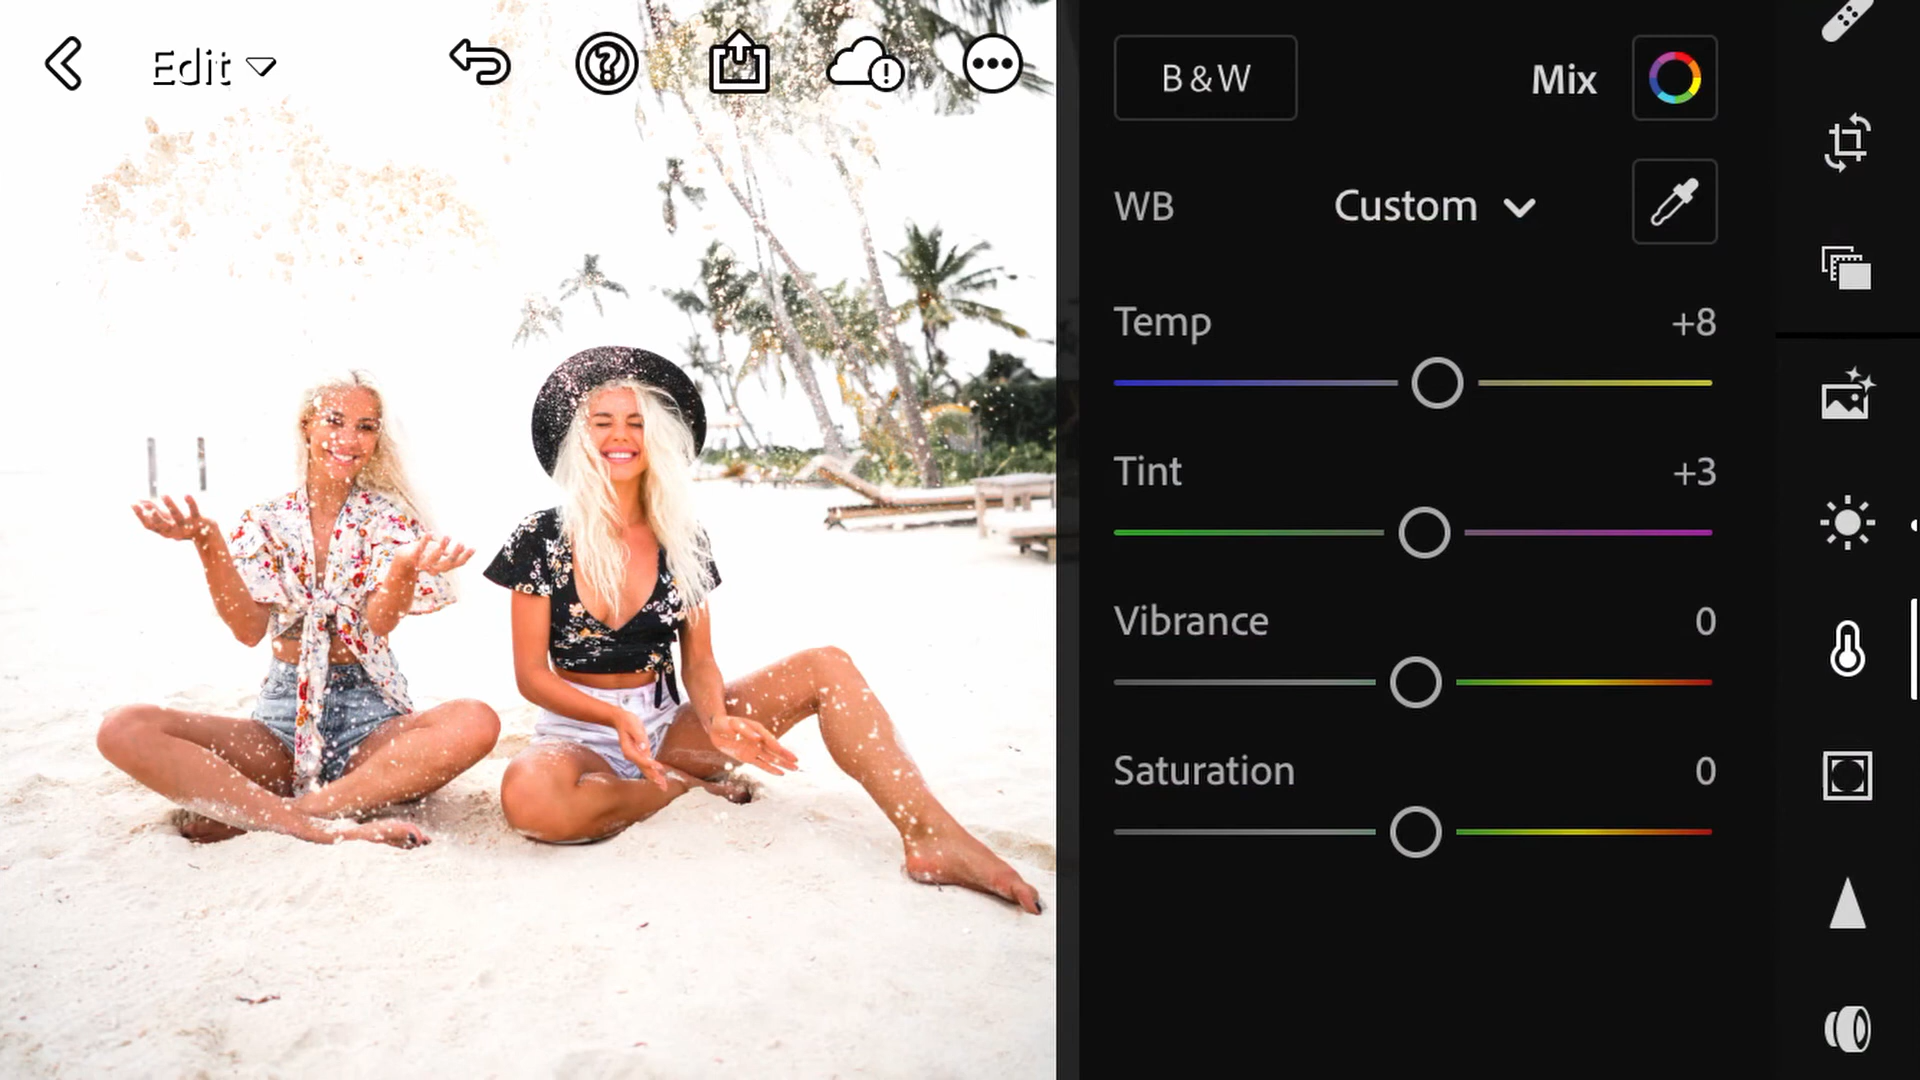 Edit
B&W
Mix
WB
Custom
Temp
+8
Tint
+3
Vibrance
0
Saturation
0